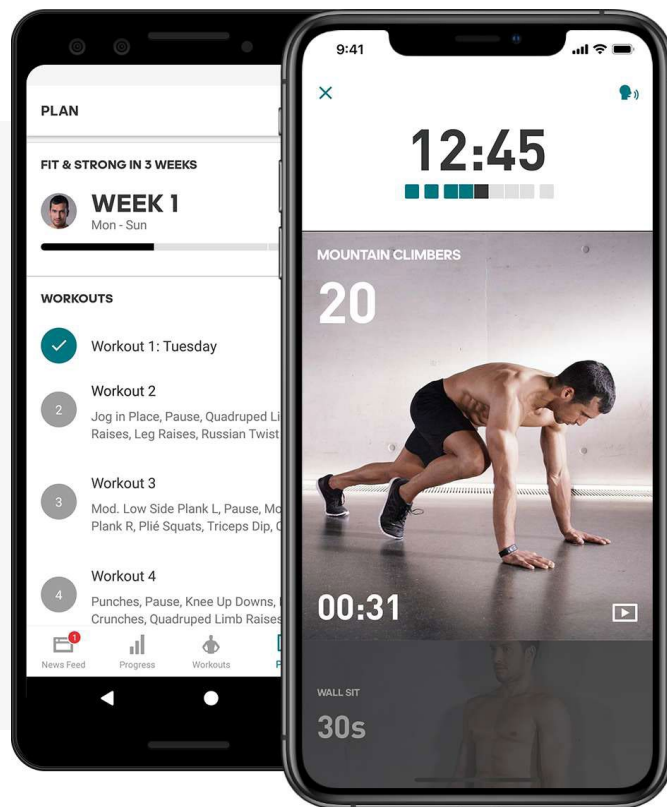 PLAN
FIT & STRONG IN 3 WEEKS
WEEK 1
Mon - Sun
WORKOUTS
Workout 1: Tuesday
2
Workout 2
Jog in Place, Pause, Quadruped
Raises, Leg Raises, Russian Twist
3
Workout 3
Mod. Low Side Plank L, Pause,
Plank R, Plié Squats, Triceps Dip,
4
Workout 4
Punches, Pause, Knee Up Downs,
Crunches, Quadruped Limb Raises
1
News Feed
Progress
Workouts
9:41
12:45
MOUNTAIN CLIMBERS
20
00:31
WALL SIT
30s